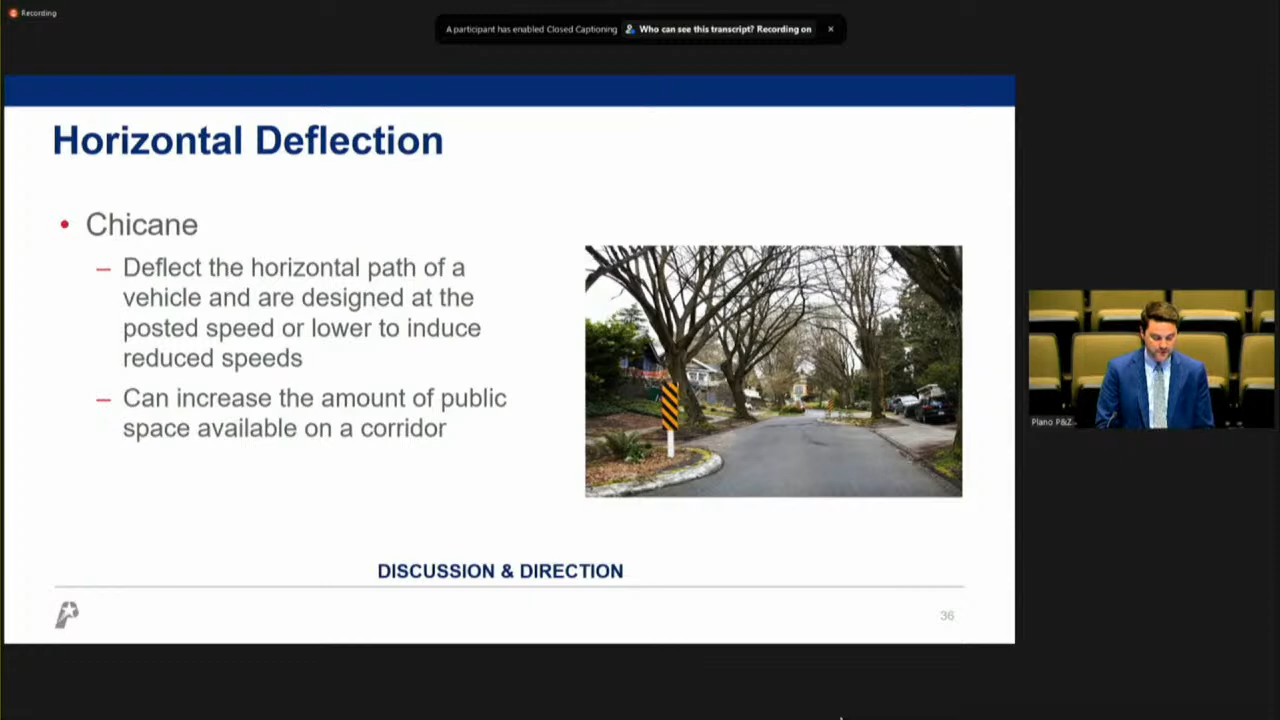 Recording
A participant has enabled Closed Captioning Who can see this transcript? Recording on ×
Horizontal Deflection
• Chicane
– Deflect the horizontal path of a
vehicle and are designed at the
posted speed or lower to induce
reduced speeds
– Can increase the amount of public
space available on a corridor
Plano P&Z
DISCUSSION & DIRECTION
36